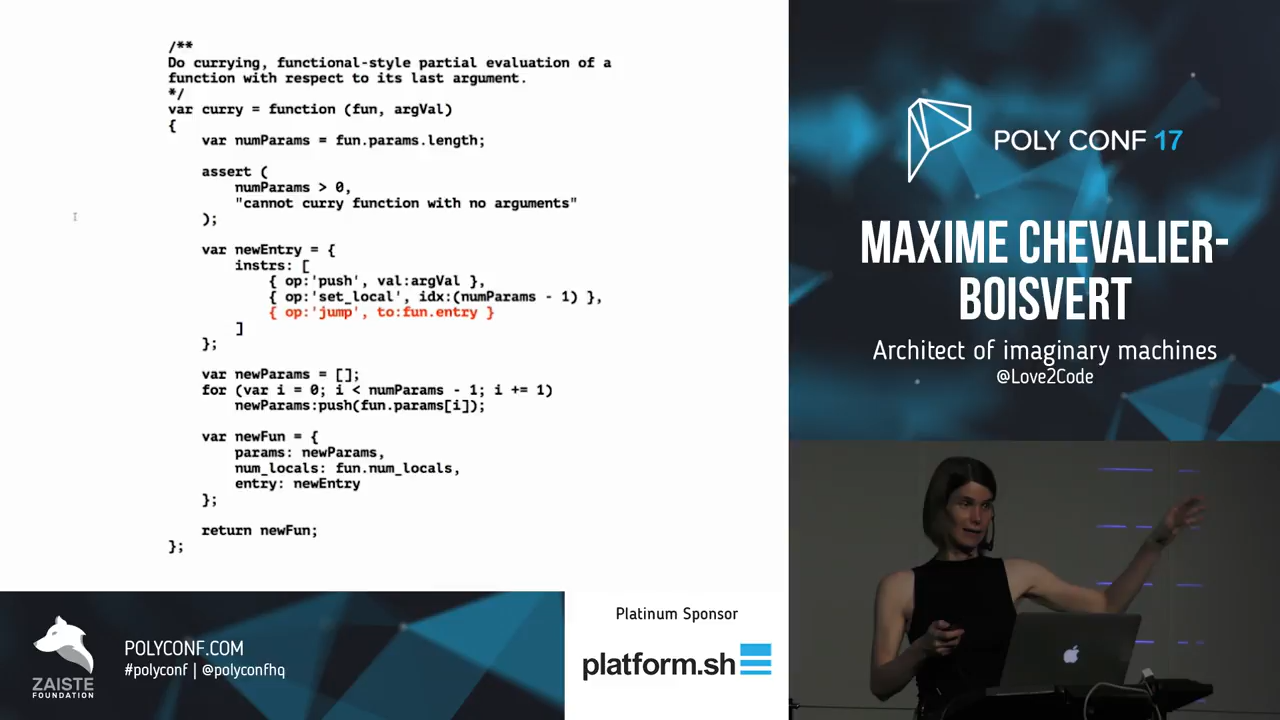 /**
Do currying, functional-style partial evaluation of a
function with respect to its last argument.
*/
var curry = function (fun, argVal)
{
    var numParams = fun.params.length;

    assert (
        numParams > 0,
        "cannot curry function with no arguments"
    );

    var newEntry = {
        instrs: [
            { op:'push', val:argVal },
            { op:'set_local', idx:(numParams - 1) },
            { op:'jump', to:fun.entry }
        ]
    };

    var newParams = [];
    for (var i = 0; i < numParams - 1; i += 1)
        newParams:push(fun.params[i]);

    var newFun = {
        params: newParams,
        num_locals: fun.num_locals,
        entry: newEntry
    };

    return newFun;
};
POLY CONF 17
MAXIME CHEVALIER-
BOISVERT
Architect of imaginary machines
@Love2Code
ZAISTE
FOUNDATION
POLYCONF.COM
#polyconf | @polyconfhq
Platinum Sponsor
platform.sh